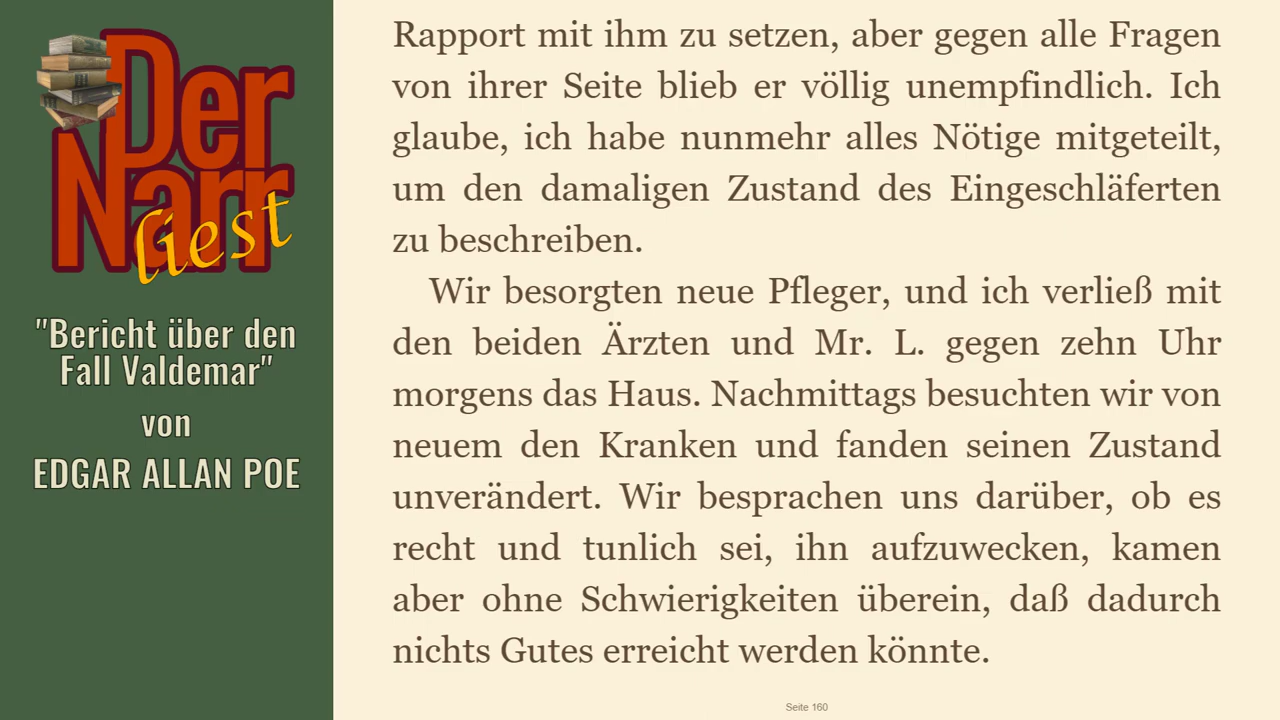 Der
Narr
liest
"Bericht über den
Fall Valdemar"
von
EDGAR ALLAN POE
Rapport mit ihm zu setzen, aber gegen alle Fragen
von ihrer Seite blieb er völlig unempfindlich. Ich
glaube, ich habe nunmehr alles Nötige mitgeteilt,
um den damaligen Zustand des Eingeschläferten
zu beschreiben.
Wir besorgten neue Pfleger, und ich verließ mit
den beiden Ärzten und Mr. L. gegen zehn Uhr
morgens das Haus. Nachmittags besuchten wir von
neuem den Kranken und fanden seinen Zustand
unverändert. Wir besprachen uns darüber, ob es
recht und tunlich sei, ihn aufzuwecken, kamen
aber ohne Schwierigkeiten überein, daß dadurch
nichts Gutes erreicht werden könnte.
Seite 160